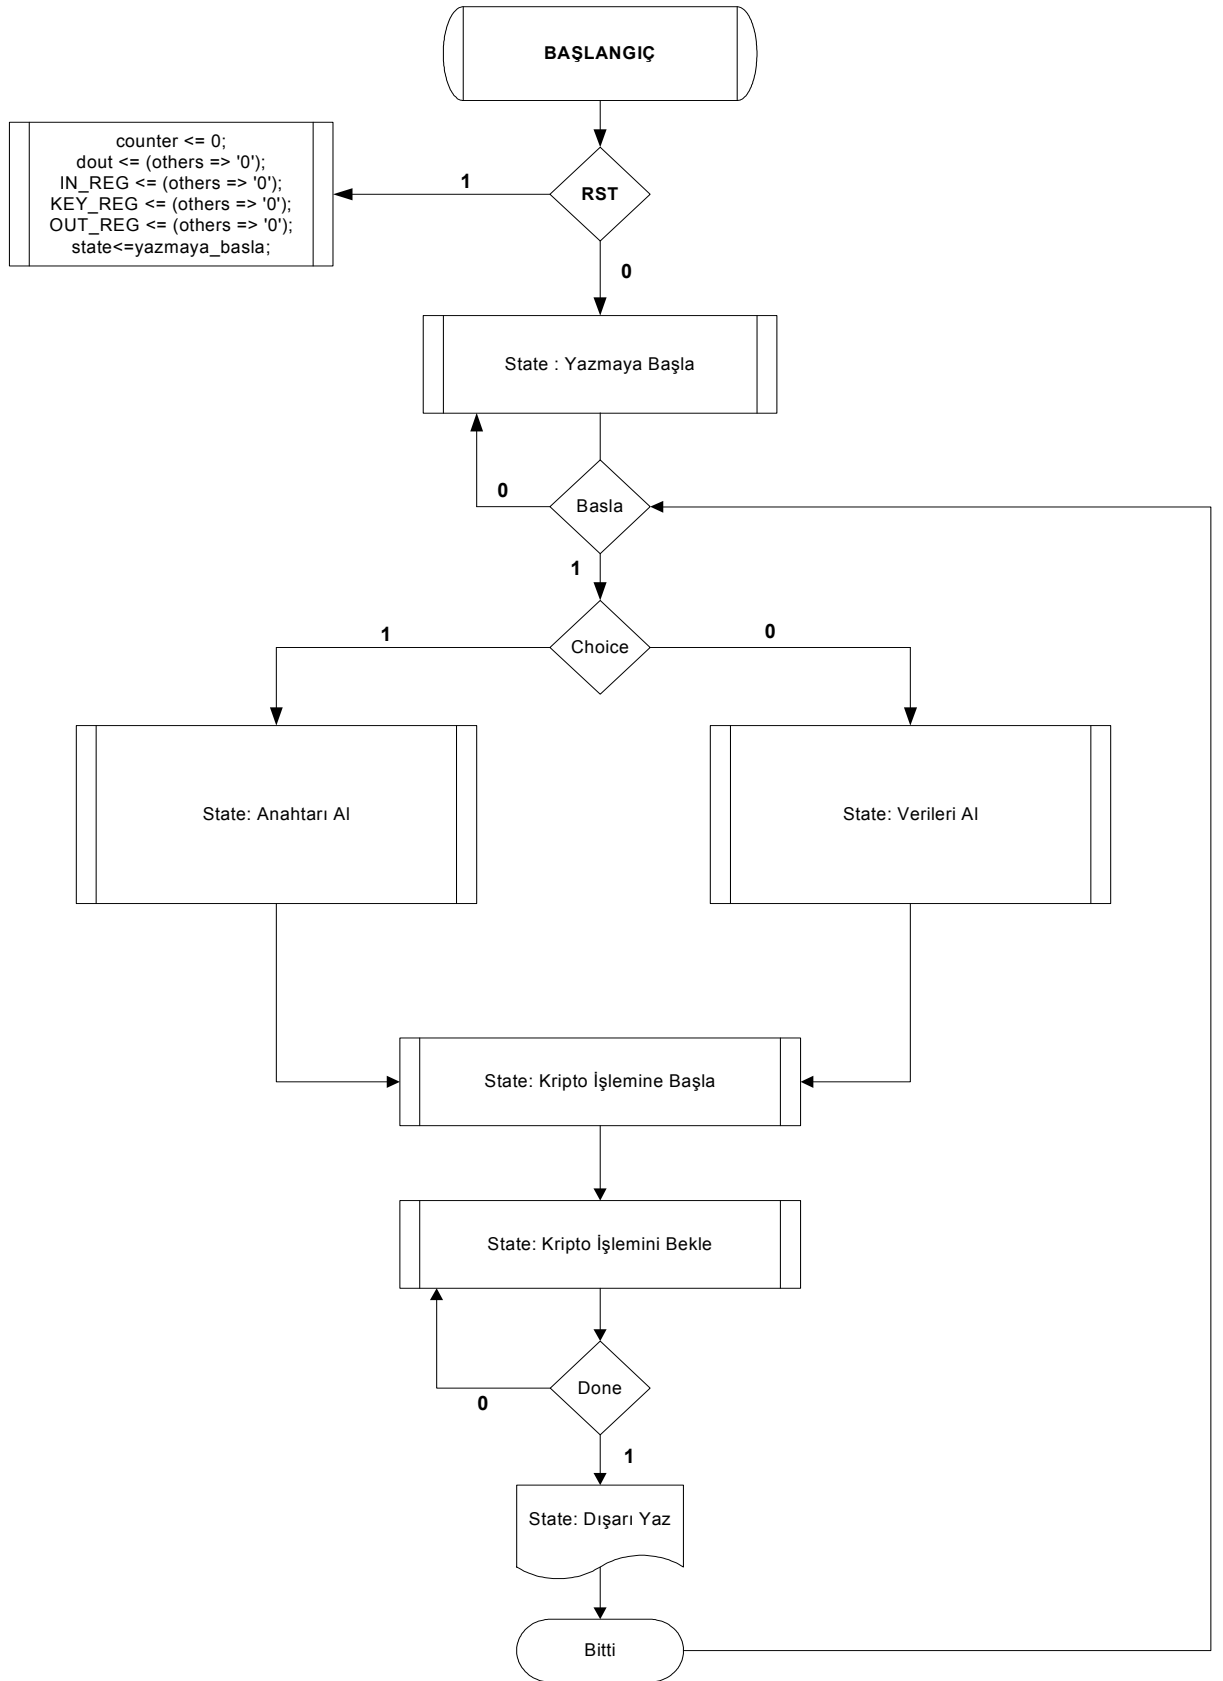 BAŞLANGIÇ
counter <= 0;
dout <= (others => '0');
IN_REG <= (others => '0');
KEY_REG <= (others => '0');
OUT_REG <= (others => '0');
state<=yazmaya_basla;
1
RST
0
State : Yazmaya Başla
0
Basla
1
1
Choice
0
State: Anahtarı Al
State: Verileri Al
State: Kripto İşlemine Başla
State: Kripto İşlemini Bekle
Done
0
1
State: Dışarı Yaz
Bitti